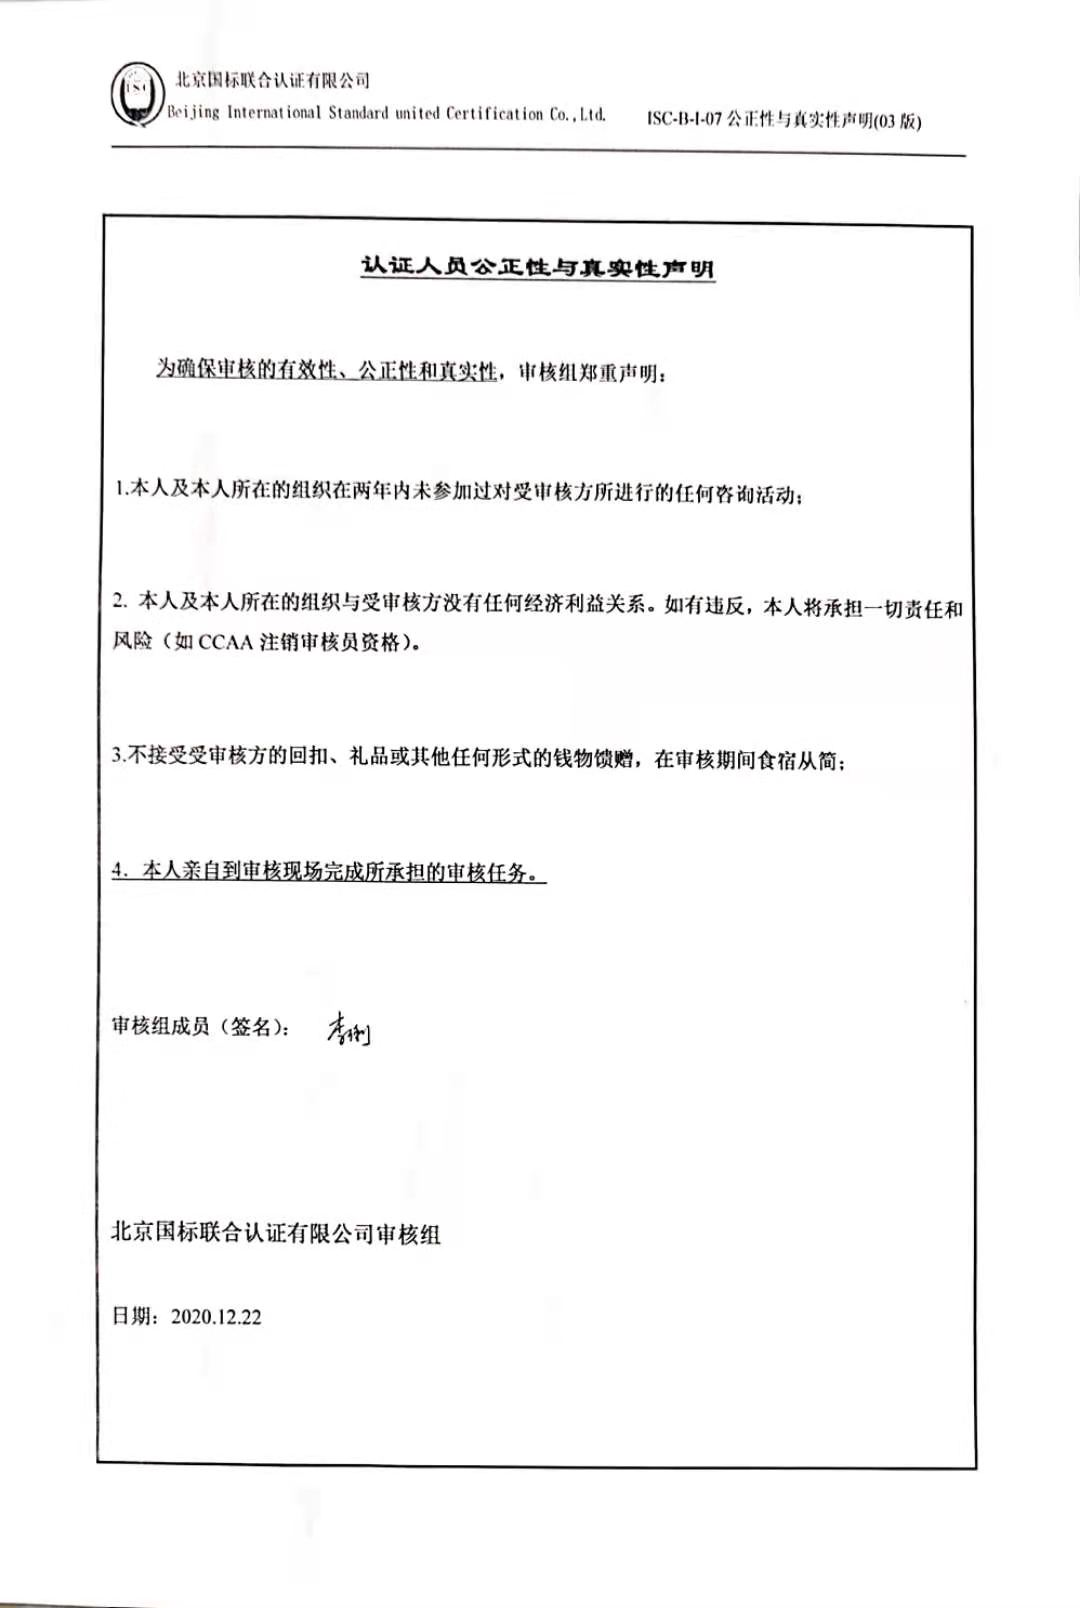 ISC
北京国标联合认证有限公司
Beijing International Standard united Certification Co.,Ltd. ISC-B-I-07 公正性与真实性声明(03 版)
认证人员公正性与真实性声明
为确保审核的有效性、公正性和真实性，审核组郑重声明：
1.本人及本人所在的组织在两年内未参加过对受审核方所进行的任何咨询活动；
2. 本人及本人所在的组织与受审核方没有任何经济利益关系。如有违反，本人将承担一切责任和
风险（如 CCAA 注销审核员资格）。
3.不接受受审核方的回扣、礼品或其他任何形式的钱物馈赠，在审核期间食宿从简；
4. 本人亲自到审核现场完成所承担的审核任务。
审核组成员（签名）：
北京国标联合认证有限公司审核组
日期：2020.12.22